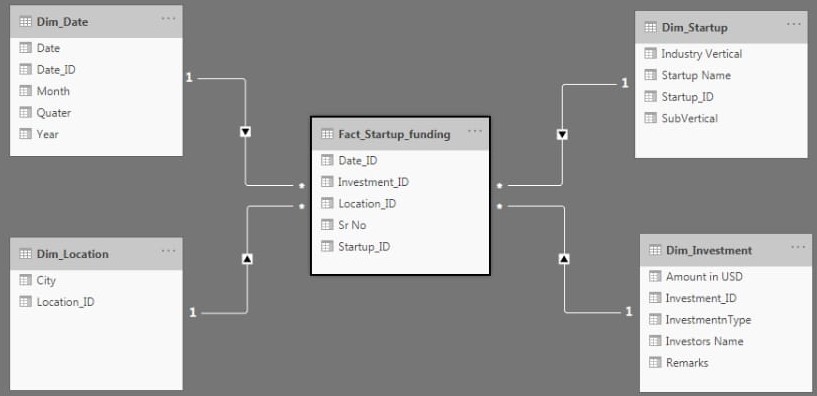 Dim_Date
Date
Date_ID
Month
Quater
Year
1
Dim_Startup
Industry Vertical
Startup Name
Startup_ID
SubVertical
1
Fact_Startup_funding
Date_ID
Investment_ID
Location_ID
Sr No
Startup_ID
*
*
*
*
Dim_Location
City
Location_ID
1
Dim_Investment
Amount in USD
Investment_ID
InvestmentnType
Investors Name
Remarks
1